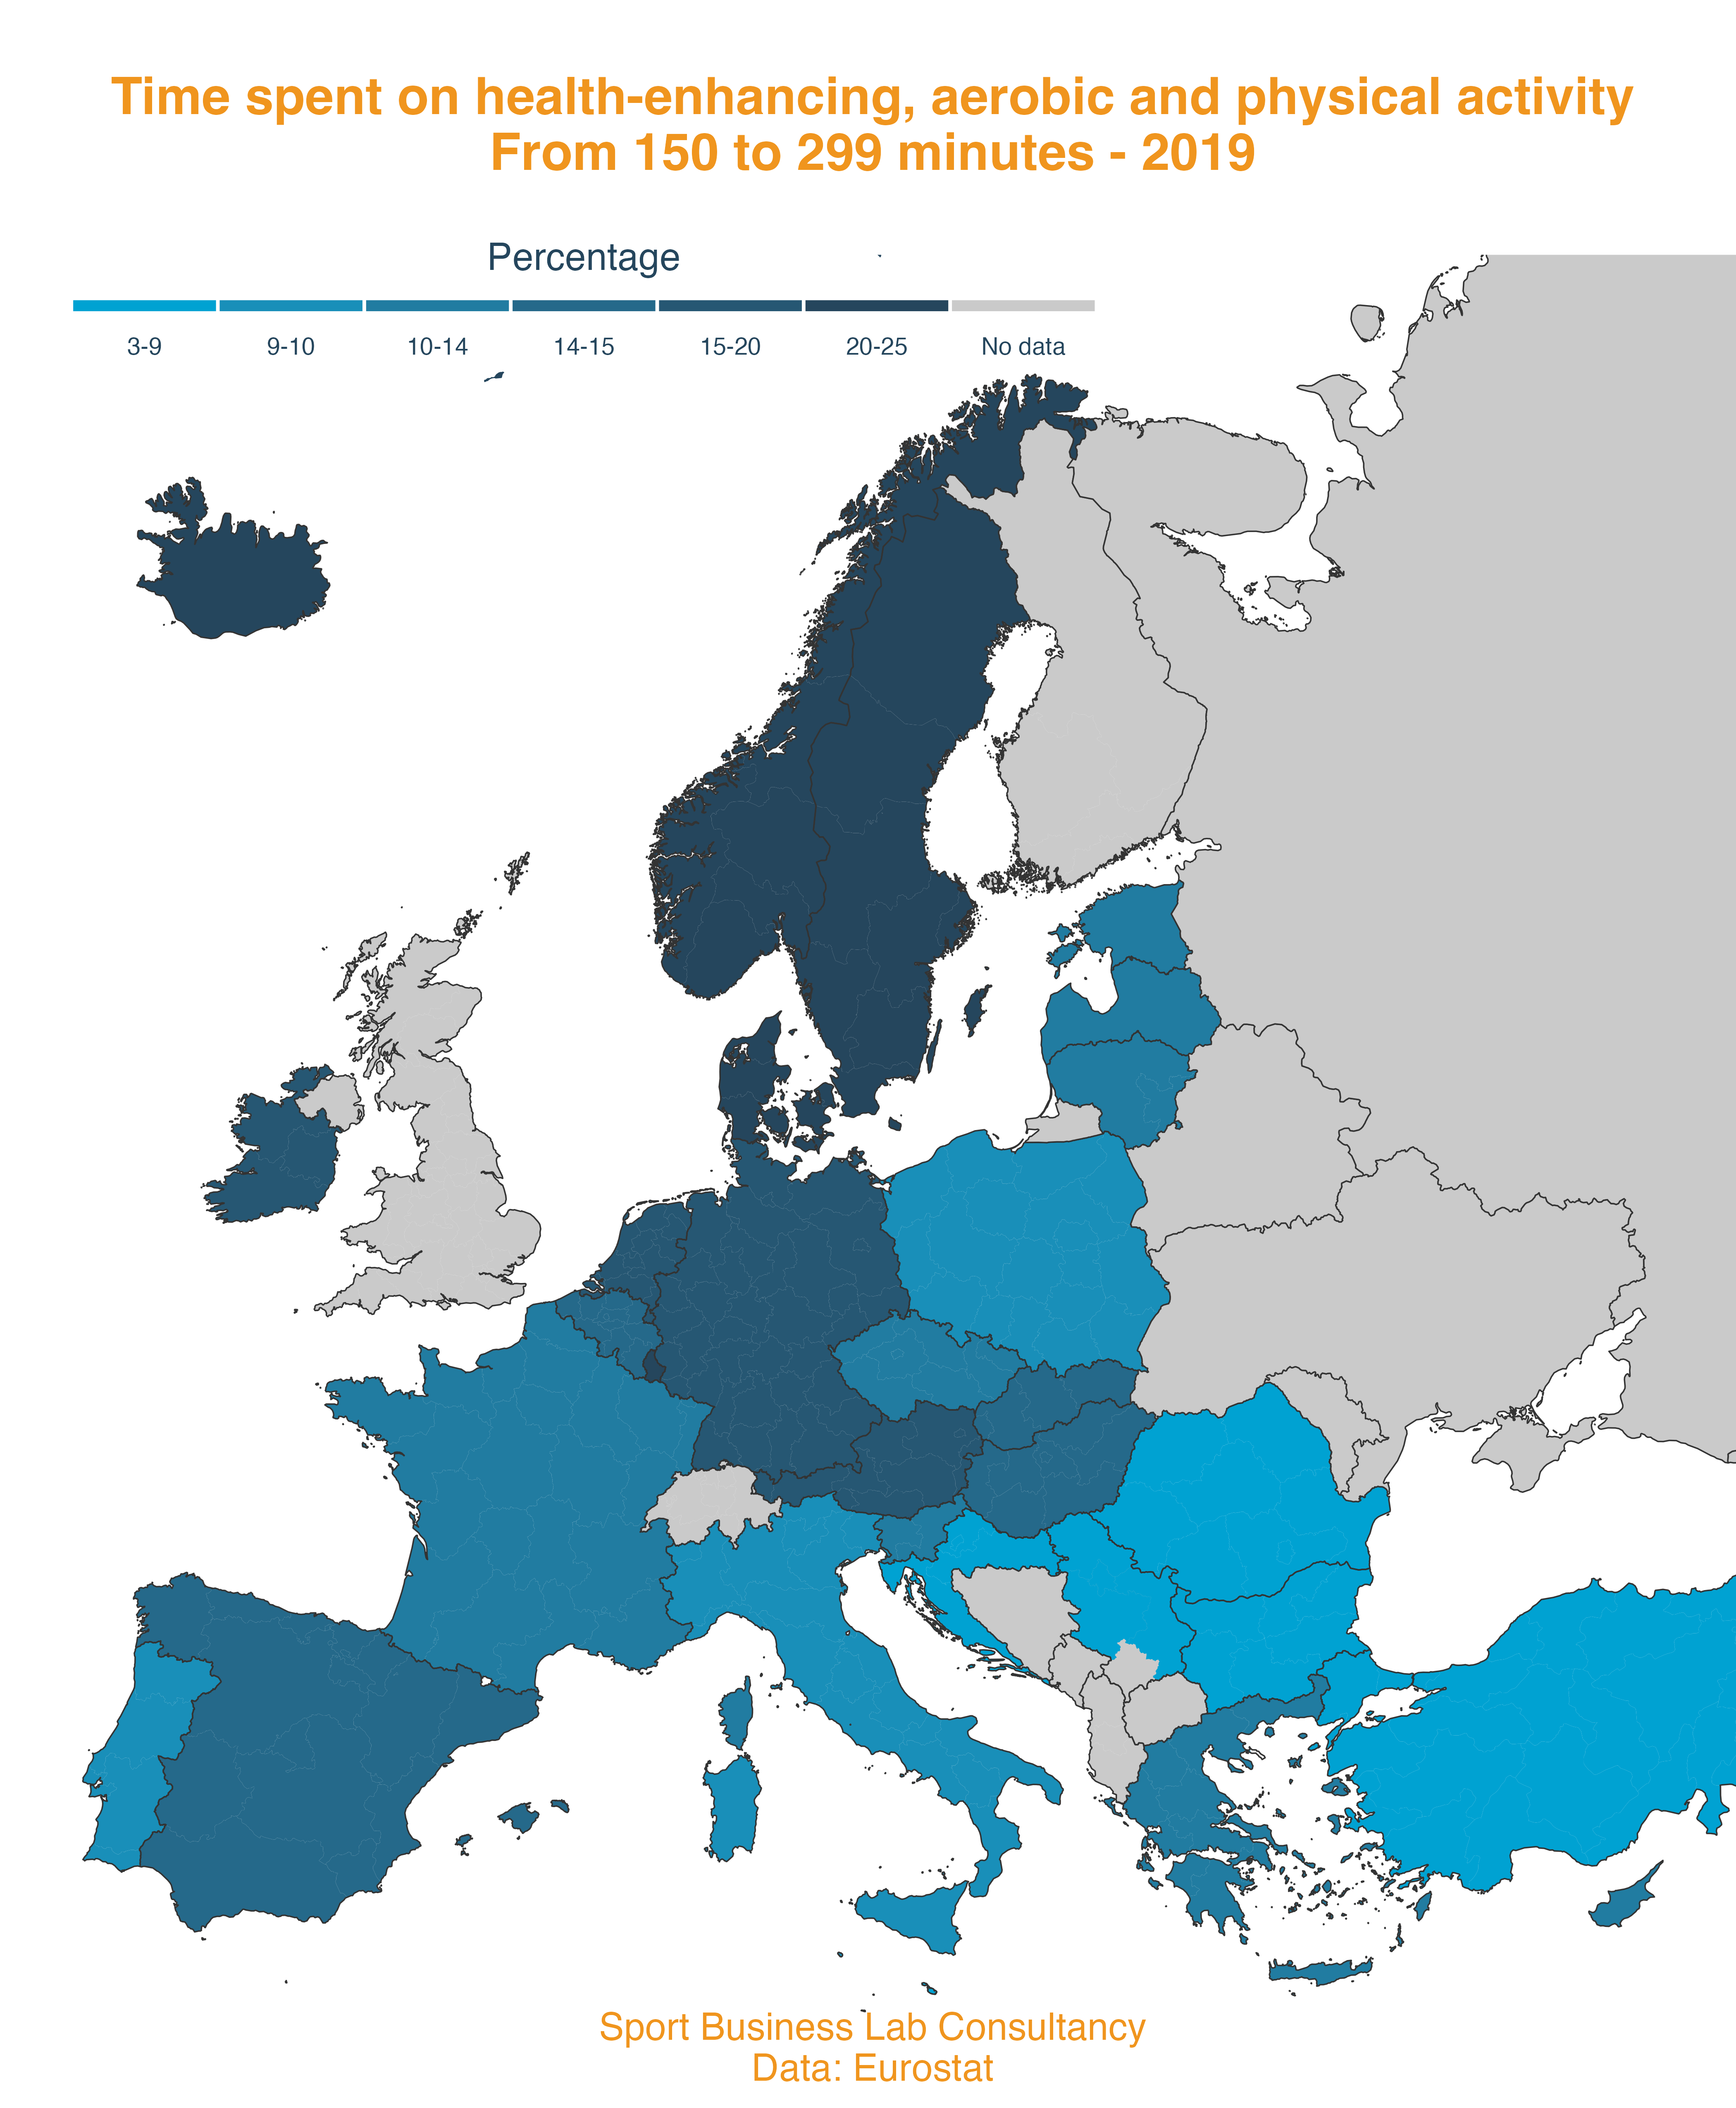 Time spent on health-enhancing, aerobic and physical activity
From 150 to 299 minutes - 2019
Percentage
3-9 9-10 10-14 14-15 15-20 20-25 No data
Sport Business Lab Consultancy
Data: Eurostat